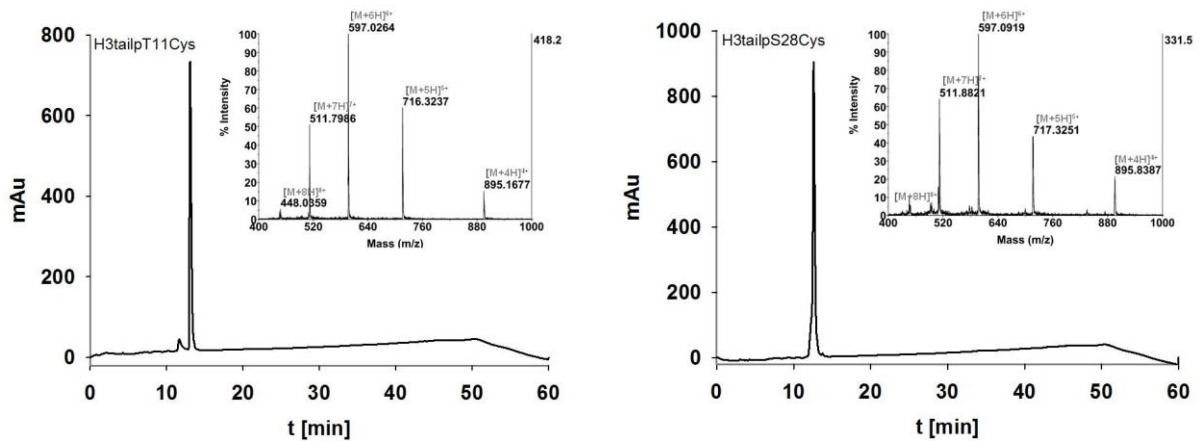 H3tailpT11Cys
mAu
800
600
400
200
0
0 10 20 30 40 50 60
t [min]
% Intensity
100
90
80
70
60
50
40
30
20
10
0
418.2
[M+6H]⁶⁺
597.0264
[M+5H]⁵⁺
716.3237
[M+7H]⁷⁺
511.7986
[M+8H]⁸⁺
448.0359
[M+4H]⁴⁺
895.1677
400 520 640 760 880 1000
Mass (m/z)
H3tailpS28Cys
mAu
1000
800
600
400
200
0
0 10 20 30 40 50 60
t [min]
% Intensity
100
90
80
70
60
50
40
30
20
10
0
331.5
[M+6H]⁶⁺
597.0919
[M+7H]⁷⁺
511.8821
[M+5H]⁵⁺
717.3251
[M+8H]⁸⁺
[M+4H]⁴⁺
895.8387
400 520 640 760 880 1000
Mass (m/z)